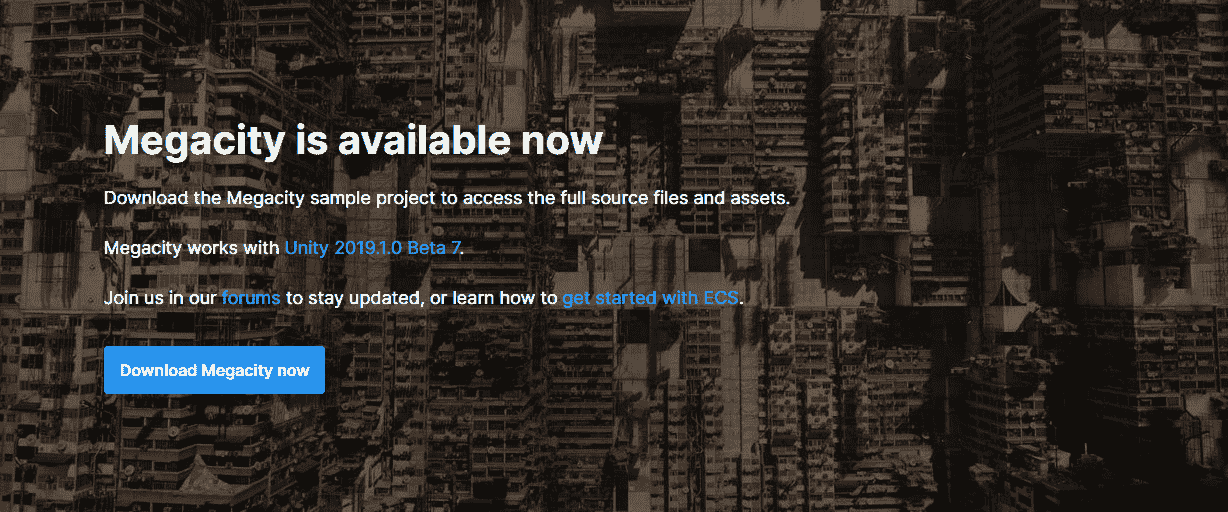 Megacity is available now
Download the Megacity sample project to access the full source files and assets.
Megacity works with Unity 2019.1.0 Beta 7.
Join us in our forums to stay updated, or learn how to get started with ECS.
Download Megacity now